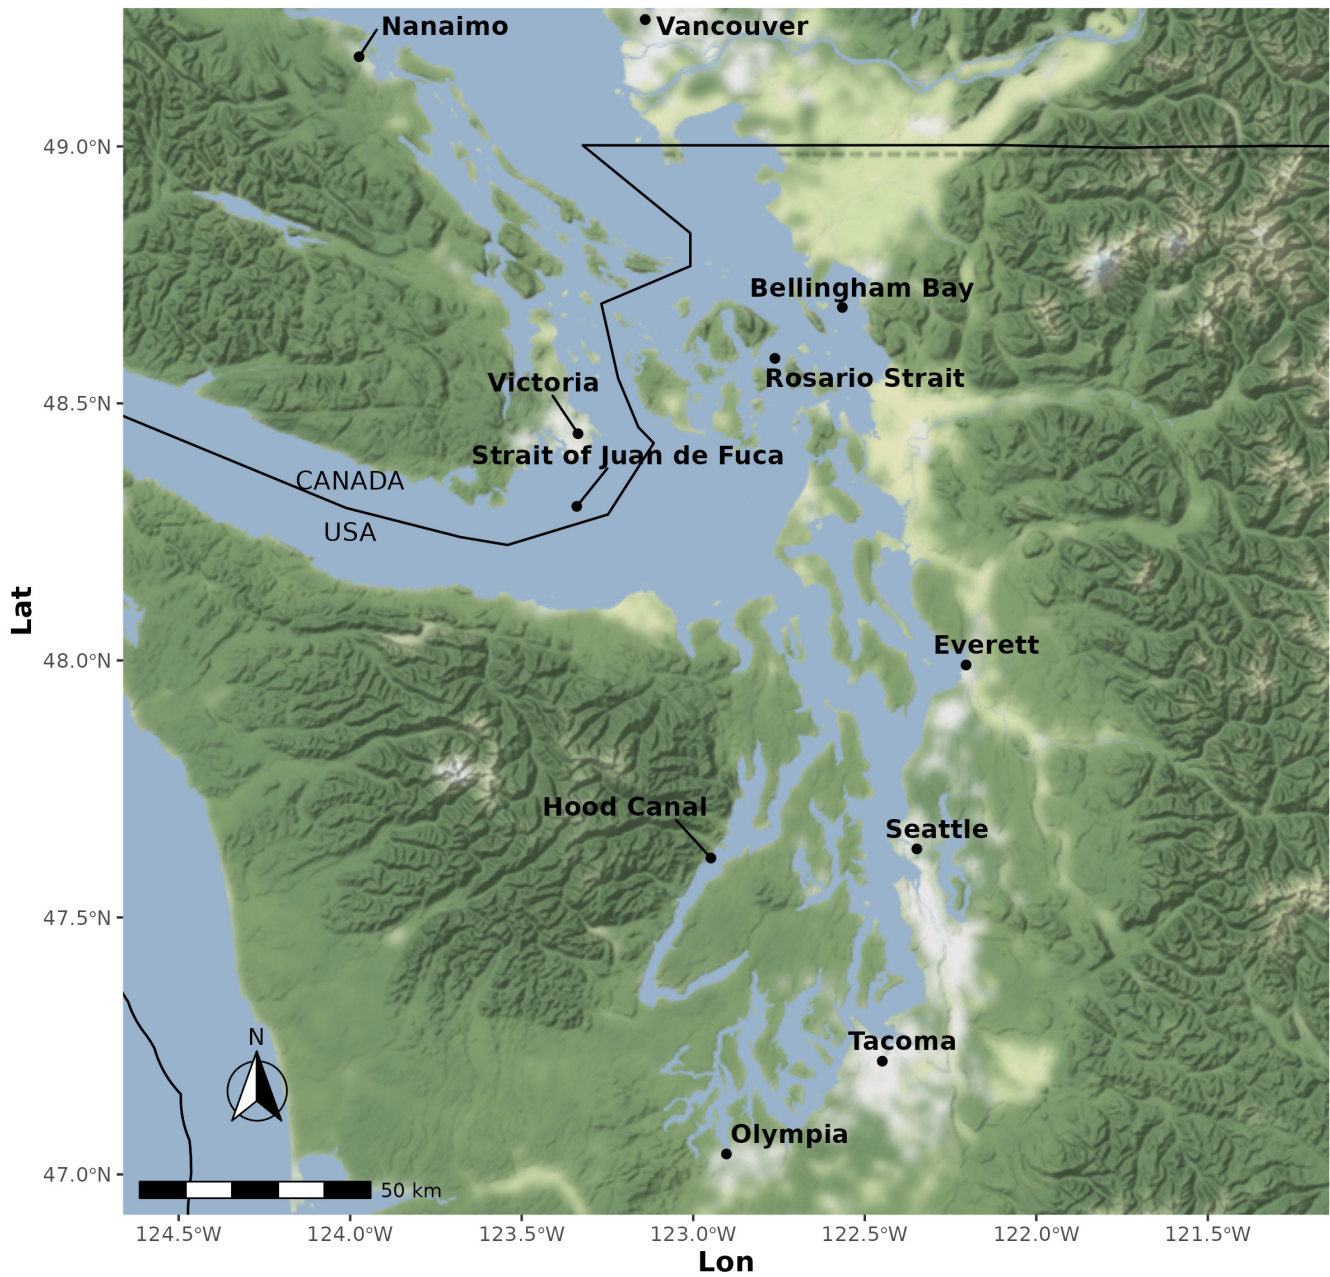 Nanaimo
Vancouver
49.0°N
Bellingham Bay
Rosario Strait
Victoria
48.5°N
Strait of Juan de Fuca
CANADA
USA
Lat
Everett
48.0°N
Hood Canal
Seattle
47.5°N
N
Tacoma
Olympia
47.0°N
50 km
124.5°W 124.0°W 123.5°W 123.0°W 122.5°W 122.0°W 121.5°W
Lon